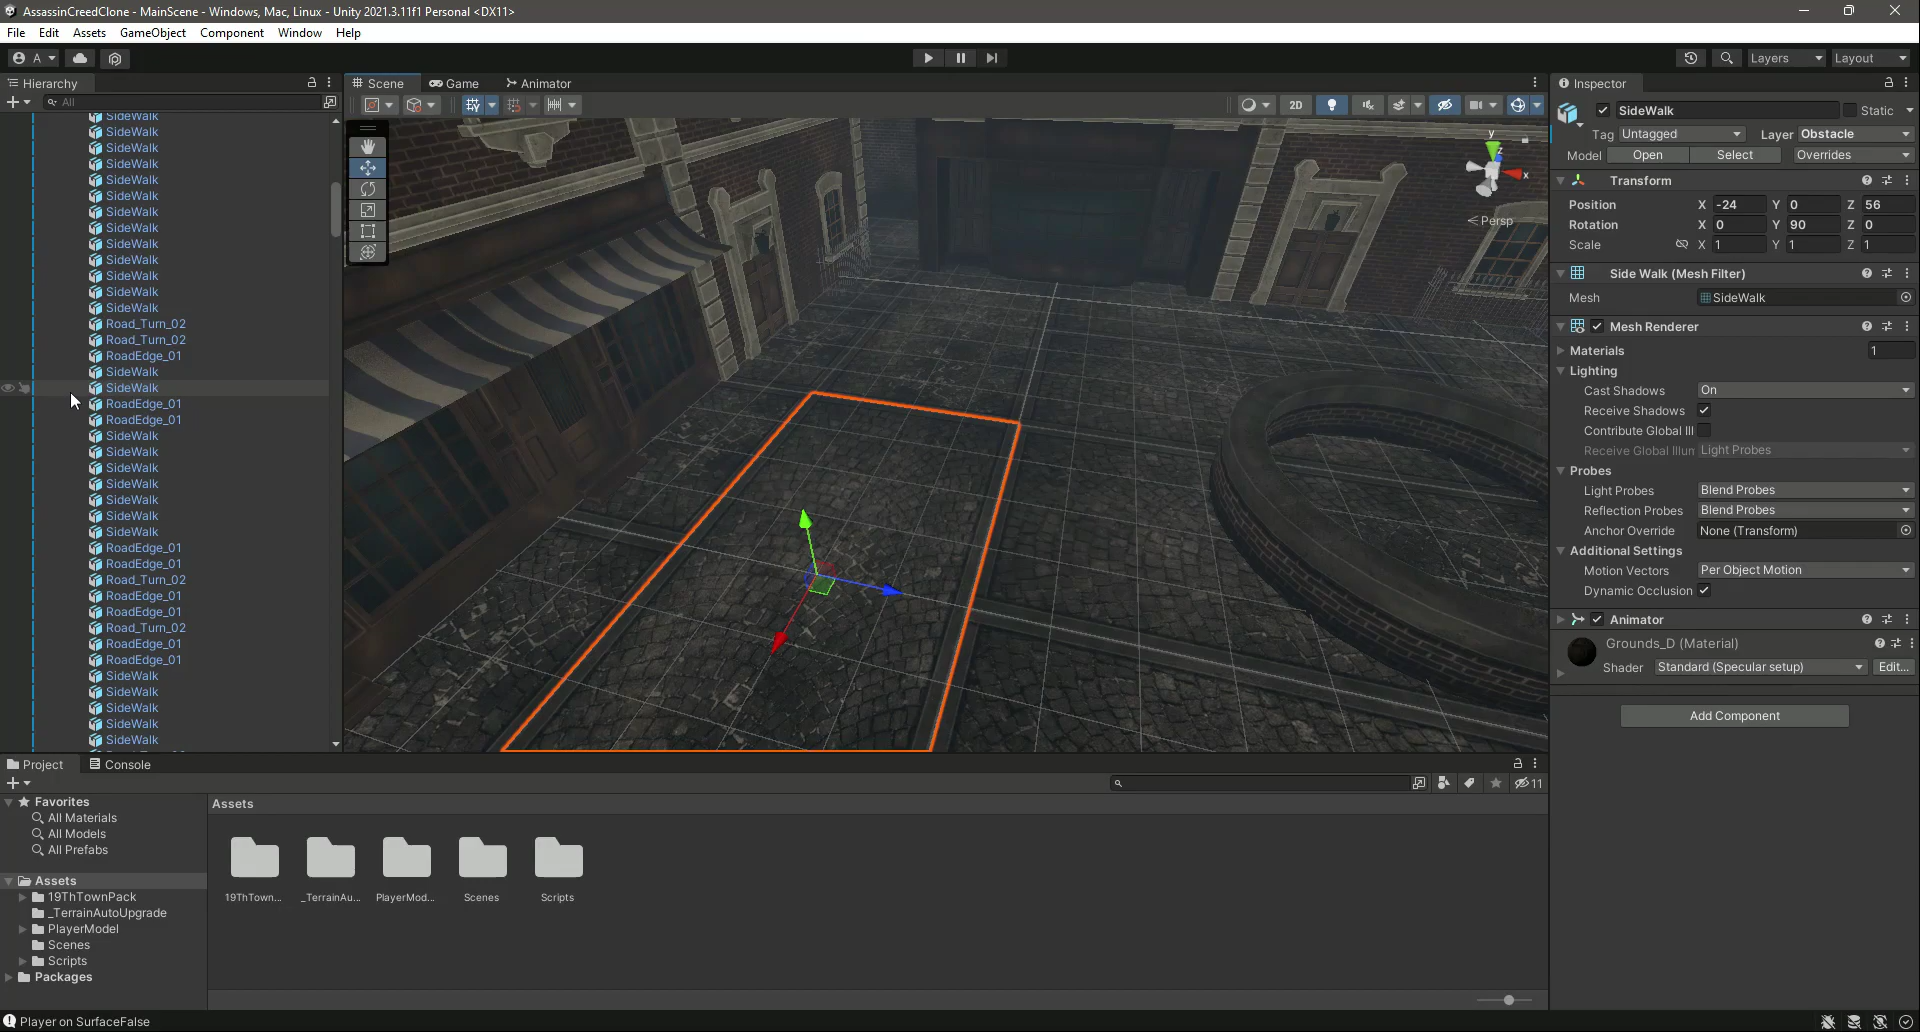 AssassinCreedClone - MainScene - Windows, Mac, Linux - Unity 2021.3.11f1 Personal <DX11>
File Edit Assets GameObject Component Window Help
A
Layers Layout
Hierarchy
All
SideWalk
SideWalk
SideWalk
SideWalk
SideWalk
SideWalk
SideWalk
SideWalk
SideWalk
SideWalk
SideWalk
SideWalk
SideWalk
Road_Turn_02
Road_Turn_02
RoadEdge_01
SideWalk
SideWalk
RoadEdge_01
RoadEdge_01
SideWalk
SideWalk
SideWalk
SideWalk
SideWalk
SideWalk
SideWalk
RoadEdge_01
RoadEdge_01
Road_Turn_02
RoadEdge_01
RoadEdge_01
Road_Turn_02
RoadEdge_01
RoadEdge_01
SideWalk
SideWalk
SideWalk
SideWalk
SideWalk
Scene Game Animator
2D
y
z
x
Persp
Inspector
SideWalk Static
Tag Untagged Layer Obstacle
Model Open Select Overrides
Transform
Position X -24 Y 0 Z 56
Rotation X 0 Y 90 Z 0
Scale X 1 Y 1 Z 1
Side Walk (Mesh Filter)
Mesh SideWalk
Mesh Renderer
Materials 1
Lighting
Cast Shadows On
Receive Shadows
Contribute Global Ill
Receive Global Illun Light Probes
Probes
Light Probes Blend Probes
Reflection Probes Blend Probes
Anchor Override None (Transform)
Additional Settings
Motion Vectors Per Object Motion
Dynamic Occlusion
Animator
Grounds_D (Material)
Shader Standard (Specular setup) Edit...
Add Component
Project Console
11
Favorites
All Materials
All Models
All Prefabs
Assets
19ThTownPack
_TerrainAutoUpgrade
PlayerModel
Scenes
Scripts
Packages
Assets
19ThTown... _TerrainAu... PlayerMod... Scenes Scripts
Player on SurfaceFalse